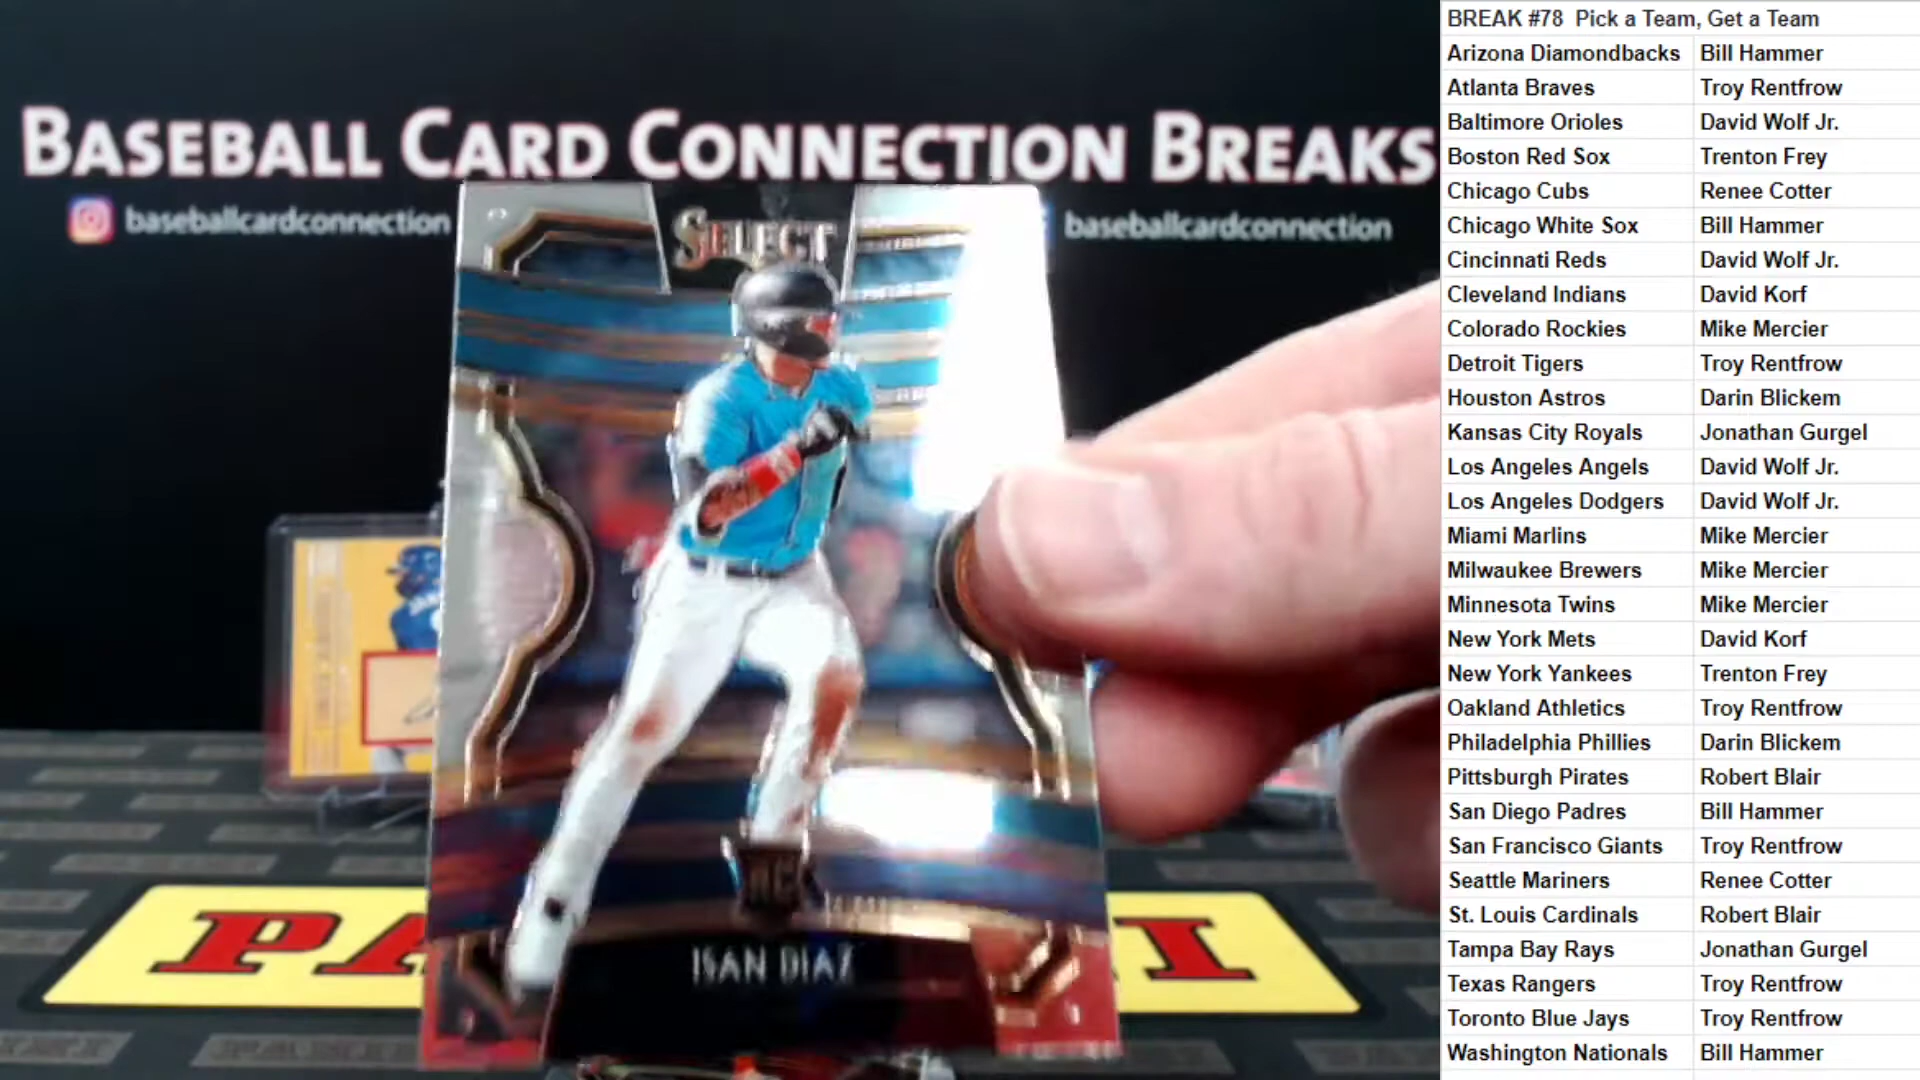 BASEBALL CARD CONNECTION BREAKS
baseballcardconnection
baseballcardconnection
SELECT
ISAN DIAZ
BREAK #78 Pick a Team, Get a Team
Arizona Diamondbacks Bill Hammer
Atlanta Braves Troy Rentfrow
Baltimore Orioles David Wolf Jr.
Boston Red Sox Trenton Frey
Chicago Cubs Renee Cotter
Chicago White Sox Bill Hammer
Cincinnati Reds David Wolf Jr.
Cleveland Indians David Korf
Colorado Rockies Mike Mercier
Detroit Tigers Troy Rentfrow
Houston Astros Darin Blickem
Kansas City Royals Jonathan Gurgel
Los Angeles Angels David Wolf Jr.
Los Angeles Dodgers David Wolf Jr.
Miami Marlins Mike Mercier
Milwaukee Brewers Mike Mercier
Minnesota Twins Mike Mercier
New York Mets David Korf
New York Yankees Trenton Frey
Oakland Athletics Troy Rentfrow
Philadelphia Phillies Darin Blickem
Pittsburgh Pirates Robert Blair
San Diego Padres Bill Hammer
San Francisco Giants Troy Rentfrow
Seattle Mariners Renee Cotter
St. Louis Cardinals Robert Blair
Tampa Bay Rays Jonathan Gurgel
Texas Rangers Troy Rentfrow
Toronto Blue Jays Troy Rentfrow
Washington Nationals Bill Hammer